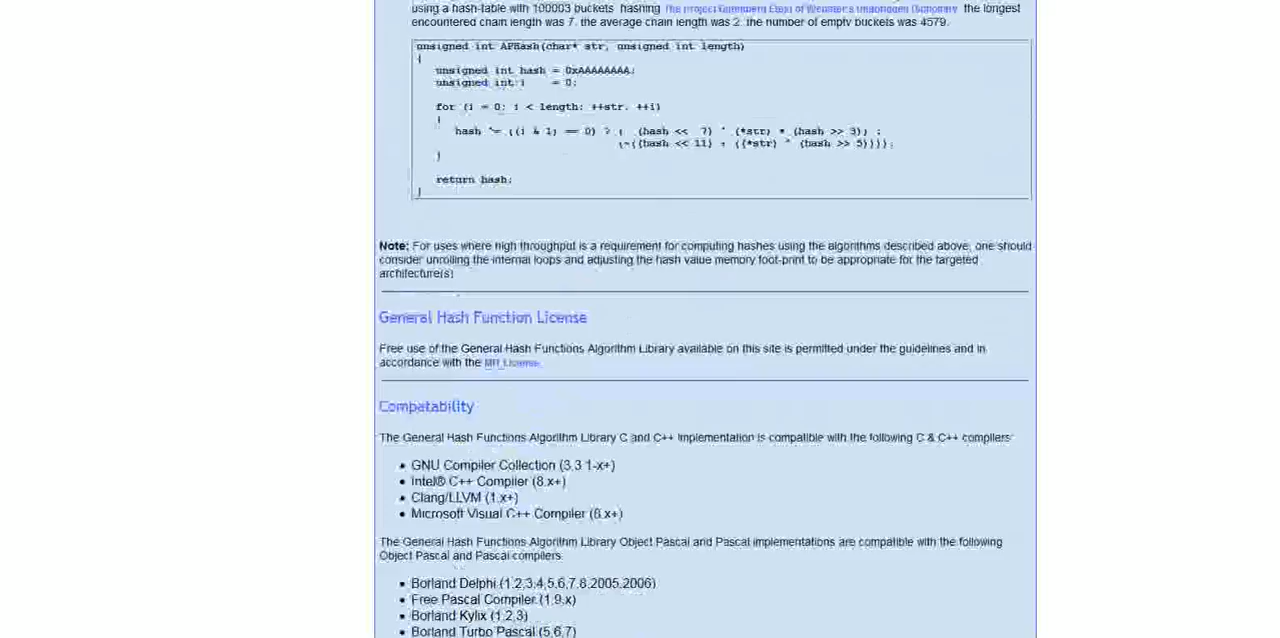 using a hash-table with 100003 buckets hashing The Project Gutenberg Etext of Webster's Unabridged Dictionary the longest
encountered chain length was 7, the average chain length was 2, the number of empty buckets was 4579.
unsigned int APHash(char* str, unsigned int length)
{
unsigned int hash = 0xAAAAAAAA;
unsigned int i = 0;
for (i = 0; i < length; ++str, ++i)
{
hash ^= ((i & 1) == 0) ? ( (hash << 7) ^ (*str) * (hash >> 3)) :
(~((hash << 11) + ((*str) ^ (hash >> 5))));
}
return hash;
}
Note: For uses where high throughput is a requirement for computing hashes using the algorithms described above, one should
consider unrolling the internal loops and adjusting the hash value memory foot-print to be appropriate for the targeted
architecture(s)
General Hash Function License
Free use of the General Hash Functions Algorithm Library available on this site is permitted under the guidelines and in
accordance with the MIT License.
Compatability
The General Hash Functions Algorithm Library C and C++ implementation is compatible with the following C & C++ compilers:
• GNU Compiler Collection (3.3.1-x+)
• Intel® C++ Compiler (8.x+)
• Clang/LLVM (1.x+)
• Microsoft Visual C++ Compiler (6.x+)
The General Hash Functions Algorithm Library Object Pascal and Pascal implementations are compatible with the following
Object Pascal and Pascal compilers:
• Borland Delphi (1,2,3,4,5,6,7,8,2005,2006)
• Free Pascal Compiler (1.9.x)
• Borland Kylix (1,2,3)
• Borland Turbo Pascal (5,6,7)